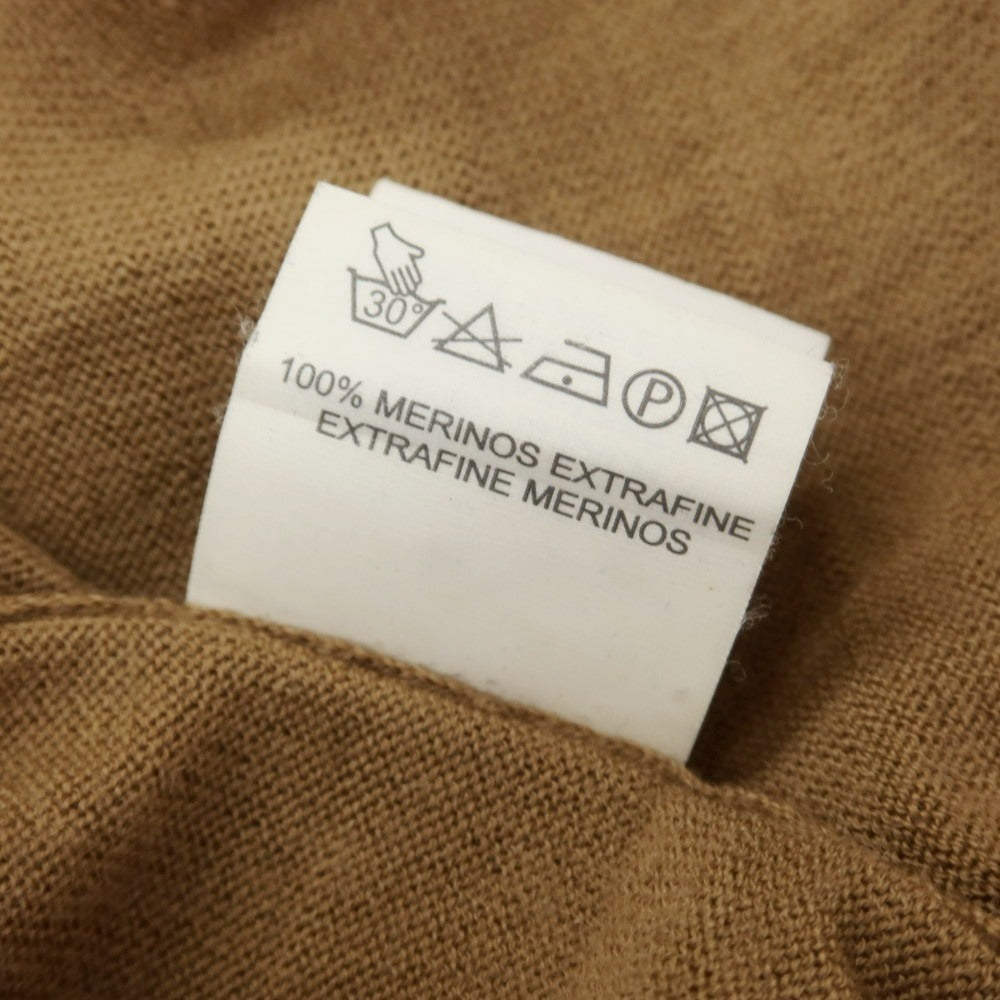 30°
P
100% MERINOS EXTRAFINE
EXTRAFINE MERINOS